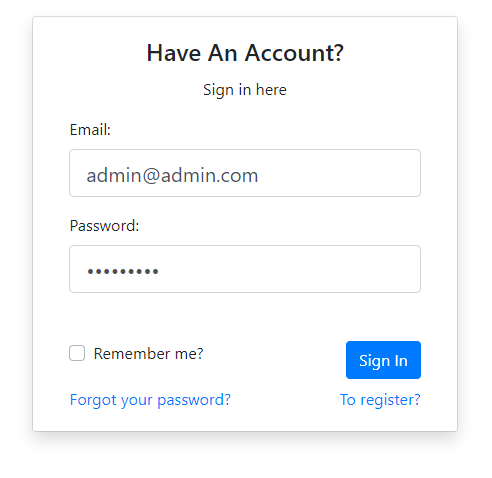 Have An Account?
Sign in here
Email:
admin@admin.com
Password:
•••••••••
Remember me? Sign In
Forgot your password? To register?